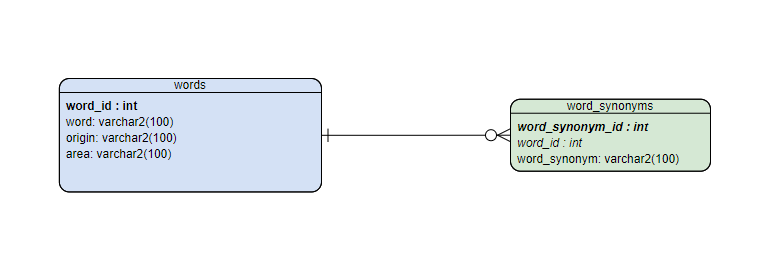 words
word_id : int
word: varchar2(100)
origin: varchar2(100)
area: varchar2(100)
word_synonyms
word_synonym_id : int
word_id : int
word_synonym: varchar2(100)